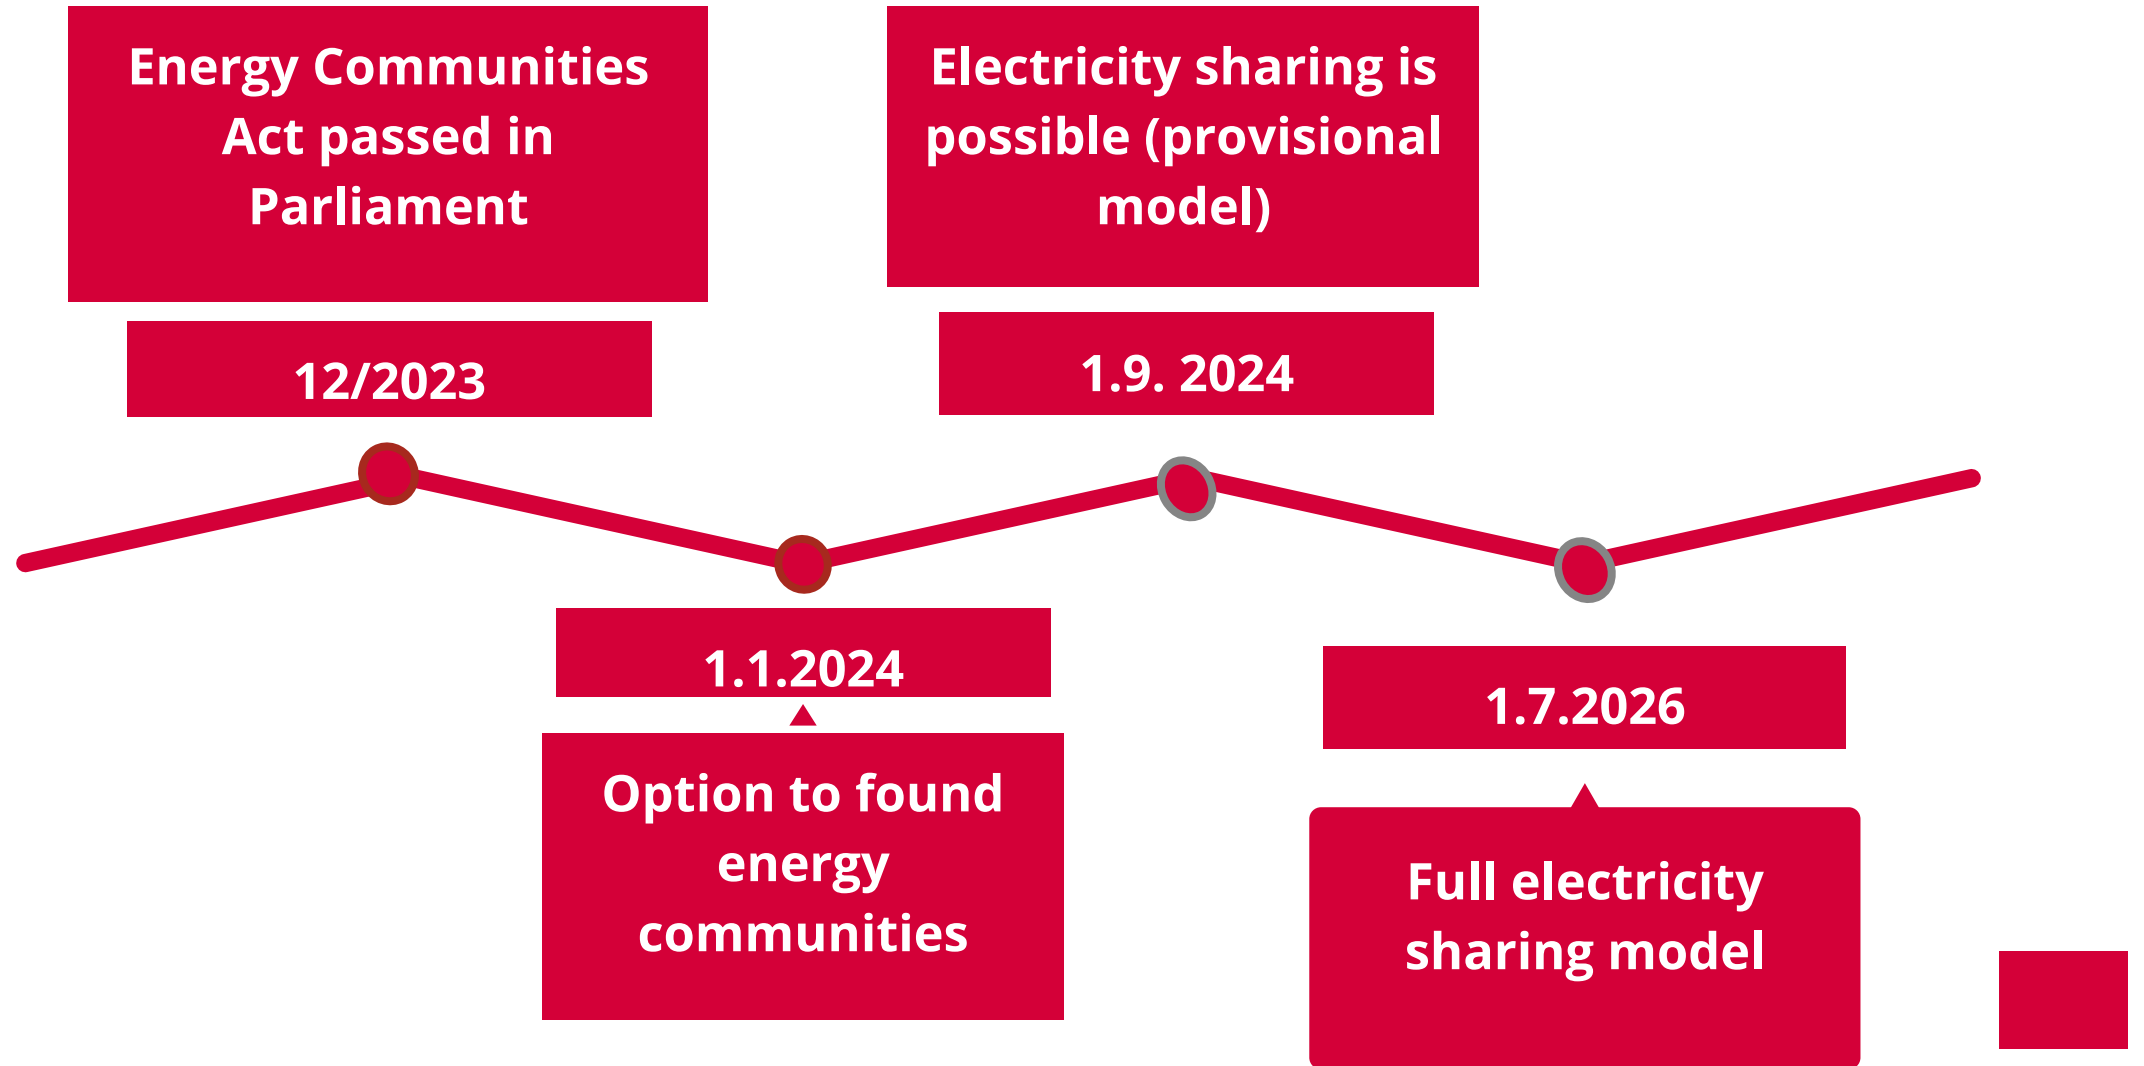 Energy Communities
Act passed in
Parliament
12/2023
Electricity sharing is
possible (provisional
model)
1.9. 2024
1.1.2024
Option to found
energy
communities
1.7.2026
Full electricity
sharing model